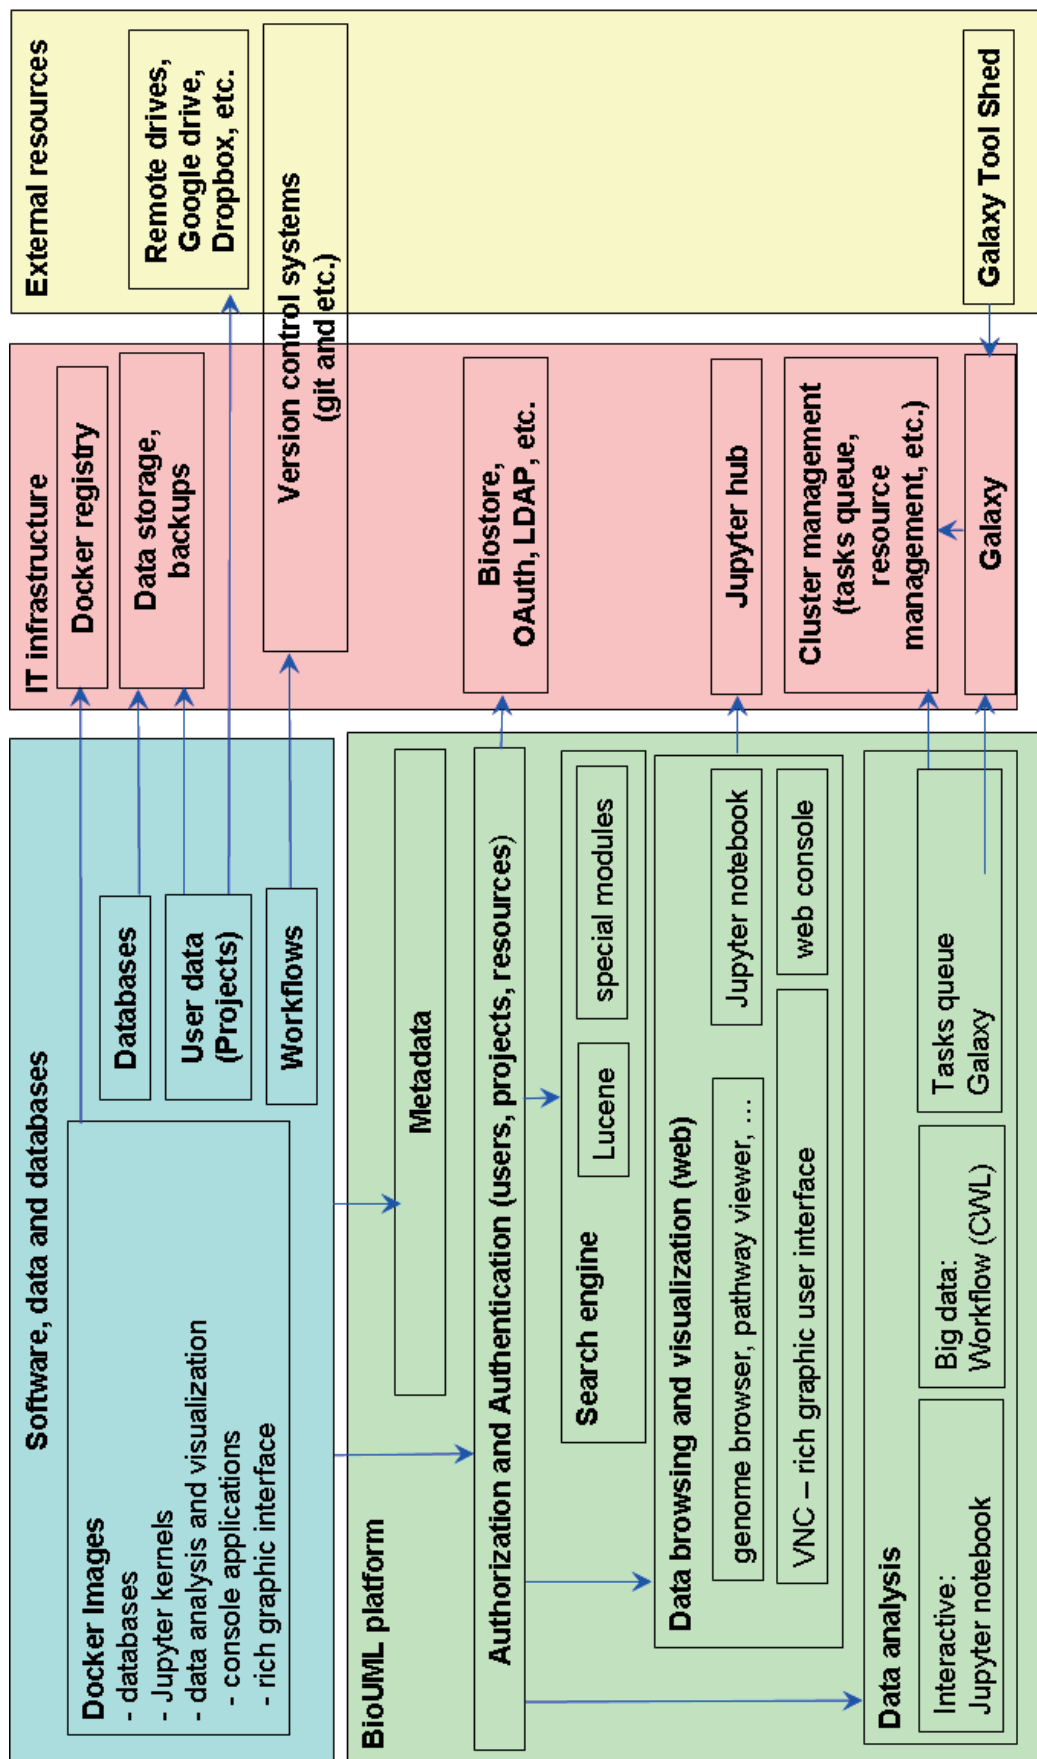 Software, data and databases
Docker Images
- databases
- Jupyter kernels
- data analysis and visualization
- console applications
- rich graphic interface
Databases
User data
(Projects)
Workflows
BioUML platform
Metadata
Authorization and Authentication (users, projects, resources)
Search engine
Lucene
special modules
Data browsing and visualization (web)
genome browser, pathway viewer, …
Jupyter notebook
VNC – rich graphic user interface
web console
Data analysis
Interactive:
Jupyter notebook
Big data:
Workflow (CWL)
Tasks queue
Galaxy
IT infrastructure
Docker registry
Data storage,
backups
Version control systems
(git and etc.)
Biostore,
OAuth, LDAP, etc.
Jupyter hub
Cluster management
(tasks queue,
resource
management, etc.)
Galaxy
External resources
Remote drives,
Google drive,
Dropbox, etc.
Galaxy Tool Shed